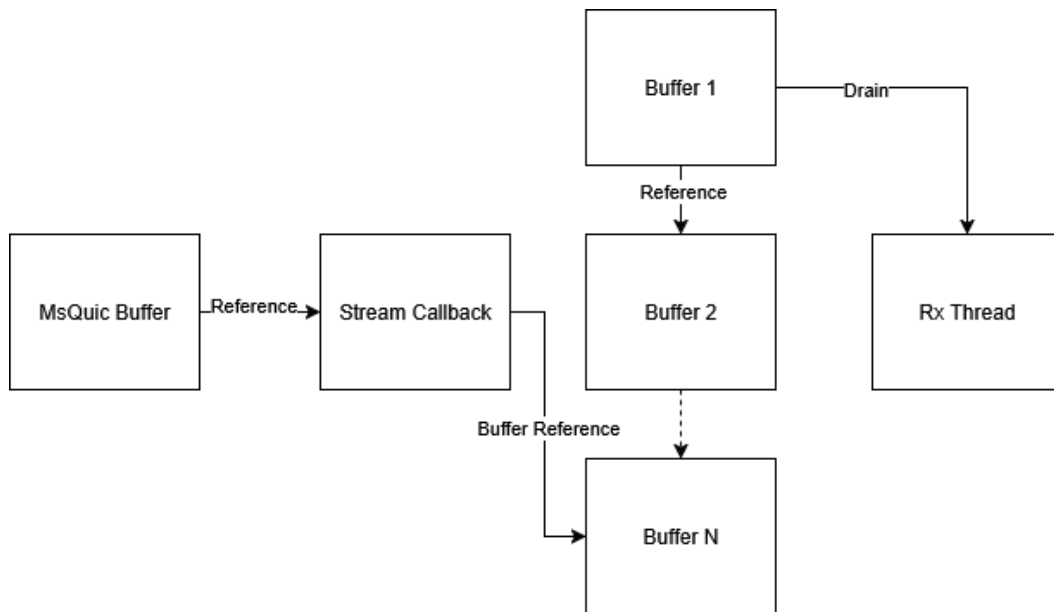 Buffer 1
Drain
Reference
MsQuic Buffer
Reference
Stream Callback
Buffer 2
Rx Thread
Buffer Reference
Buffer N